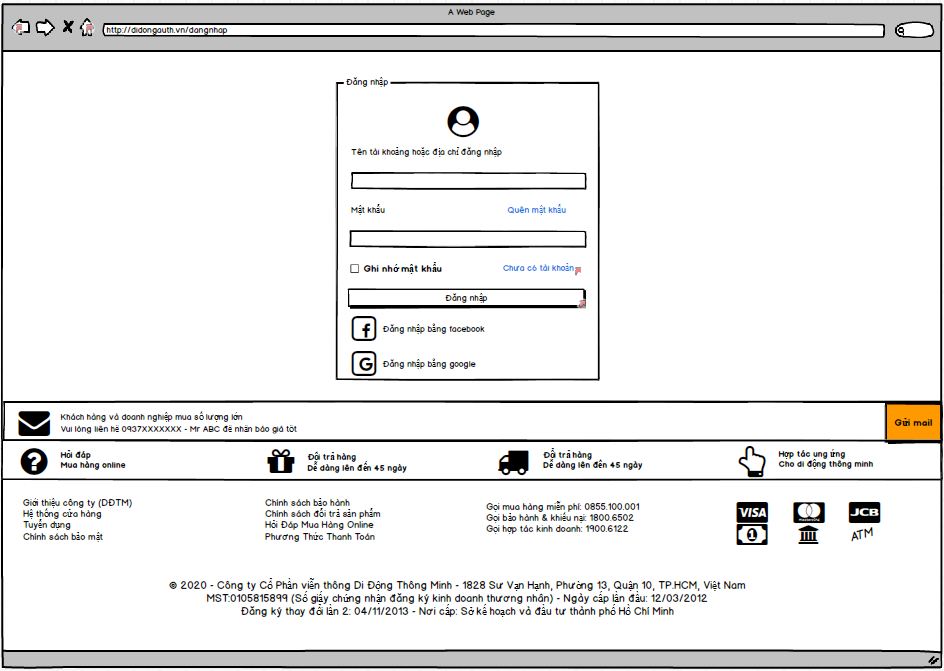 A Web Page
http://didongauth.vn/dangnhap
Đăng nhập
Tên tài khoảng hoặc địa chỉ đăng nhập
Mật khẩu
Quên mật khẩu
Ghi nhớ mật khẩu
Chưa có tài khoản
Đăng nhập
Đăng nhập bằng facebook
G Đăng nhập bằng google
Khách hàng và doanh nghiệp mua số lượng lớn
Vui lòng liên hệ 0937XXXXXXX - Mr ABC để nhân báo giá tốt
Gửi mail
Hỏi đáp
Mua hàng online
Đội trả hàng
Dễ dàng lên đến 45 ngày
Đổi trả hàng
Dễ dàng lên đến 45 ngày
Hợp tác ung ứng
Cho di động thông minh
Giới thiệu công ty (DĐTM)
Hệ thống cửa hàng
Tuyển dụng
Chính sách bảo mật
Chính sách bảo hành
Chính sách đổi trả sản phẩm
Hỏi Đáp Mua Hàng Online
Phương Thức Thanh Toán
Gọi mua hàng miễn phí: 0855.100.001
Gọi bảo hành & khiếu nại: 1800.6502
Gọi hợp tác kinh doanh: 1900.6122
VISA
MasterCard
JCB
1
ATM
© 2020 - Công ty Cổ Phần viễn thông Di Động Thông Minh - 1828 Sư Vạn Hạnh, Phường 13, Quận 10, TP.HCM, Việt Nam
MST:0105815899 (Số giấy chứng nhận đăng ký kinh doanh thương nhân) - Ngày cấp lần đầu: 12/03/2012
Đăng ký thay đổi lần 2: 04/11/2013 - Nơi cấp: Sở kế hoạch và đầu tư thành phố Hồ Chí Minh